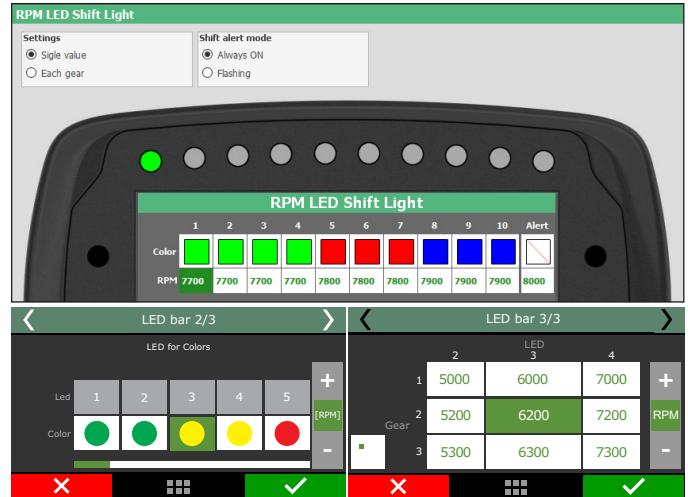 RPM LED Shift Light
Settings
Sigle value
Each gear
Shift alert mode
Always ON
Flashing
RPM LED Shift Light
1 2 3 4 5 6 7 8 9 10 Alert
Color
RPM 7700 7700 7700 7700 7800 7800 7800 7900 7900 7900 8000
LED bar 2/3
LED for Colors
Led 1 2 3 4 5
Color
+
[RPM]
-
LED bar 3/3
LED
2 3 4
1 5000 6000 7000
Gear 2 5200 6200 7200
3 5300 6300 7300
+
RPM
-